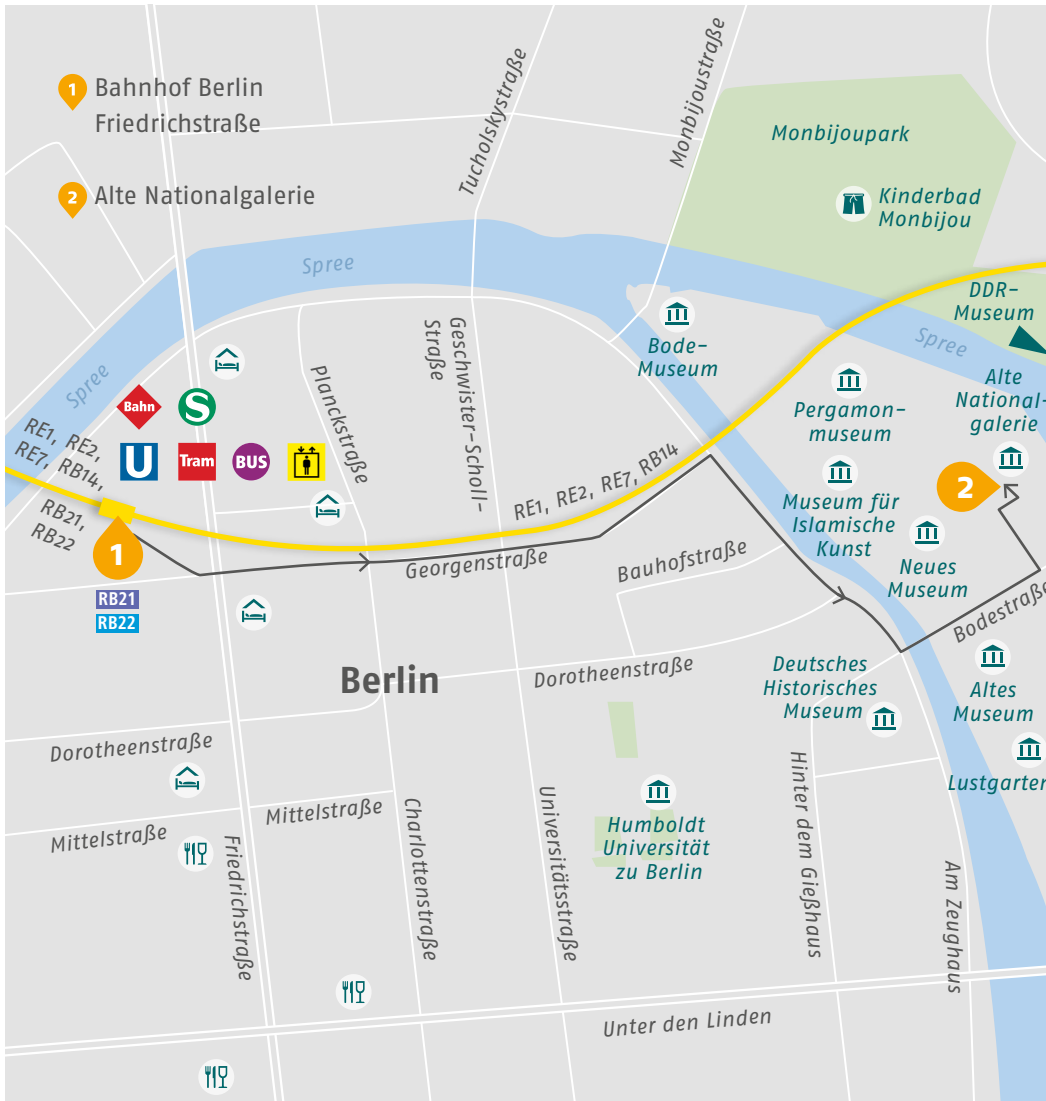 1 Bahnhof Berlin
Friedrichstraße
2 Alte Nationalgalerie
Tucholskystraße
Monbijoustraße
Monbijoupark
Kinderbad
Monbijou
Spree
DDR-
Museum
Spree
Bode-
Museum
Alte
National-
galerie
Pergamon-
museum
Geschwister-Scholl-
Straße
Planckstraße
Spree
Bahn
S
U
Tram
BUS
RE1, RE2,
RE7, RB14,
RB21,
RB22
RE1, RE2, RE7, RB14
Museum für
Islamische
Kunst
2
1
Neues
Museum
Georgenstraße
Bauhofstraße
RB21
RB22
Bodestraße
Berlin
Dorotheenstraße
Deutsches
Historisches
Museum
Altes
Museum
Dorotheenstraße
Lustgarten
Mittelstraße
Mittelstraße
Humboldt
Universität
zu Berlin
Friedrichstraße
Charlottenstraße
Universitätsstraße
Hinter dem Gießhaus
Am Zeughaus
Unter den Linden